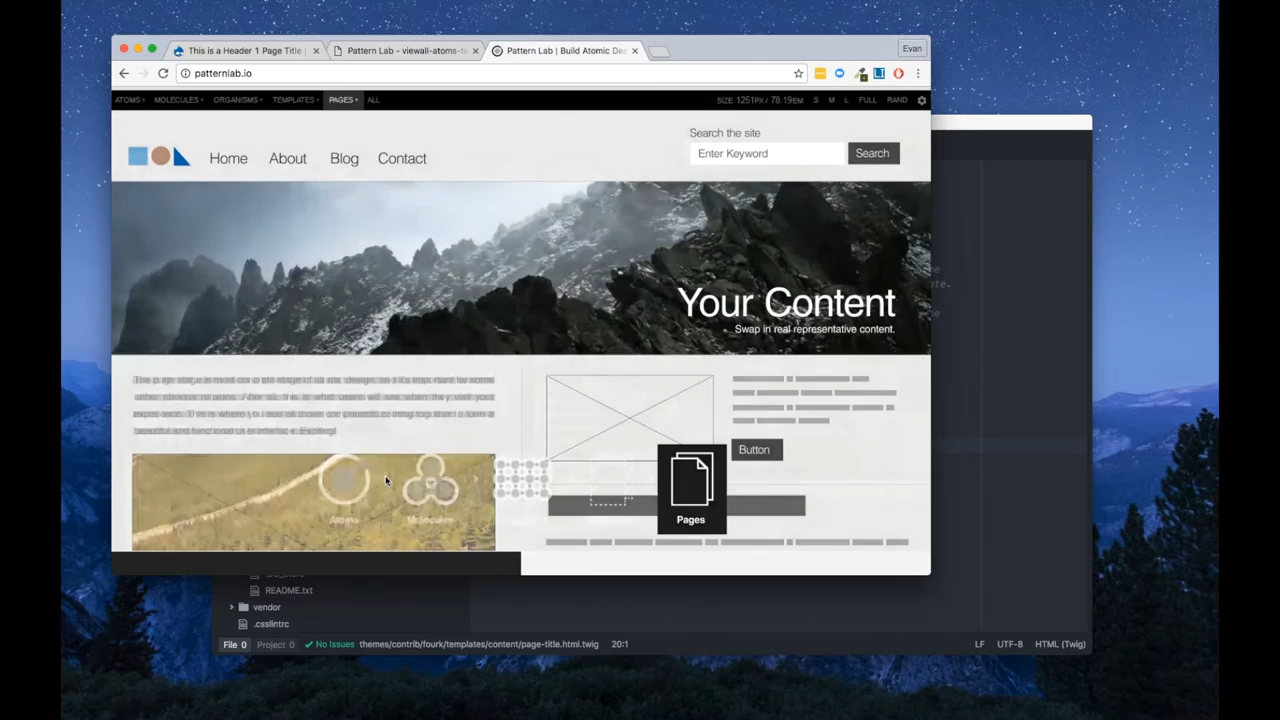 This is a Header 1 Page Title |
Pattern Lab - viewall-atoms-te
Pattern Lab | Build Atomic Des
Evan
patternlab.io
ATOMS MOLECULES ORGANISMS TEMPLATES PAGES ALL
SIZE 1251PX / 78.19EM S M L FULL RAND
Search the site
Home About Blog Contact
Enter Keyword Search
Your Content
Swap in real representative content.
Button
Atoms Molecules Pages
README.txt
vendor
.csslintrc
File 0 Project 0 No Issues themes/contrib/fourk/templates/content/page-title.html.twig 20:1 LF UTF-8 HTML (Twig)